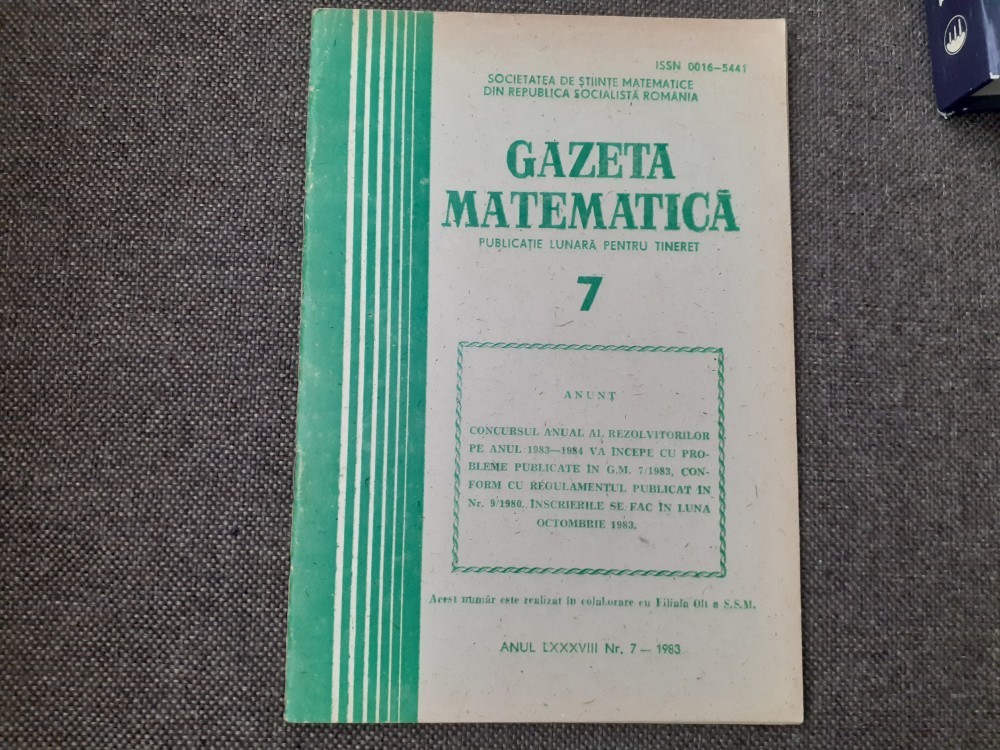 ISSN 0016-5441
SOCIETATEA DE ȘTIINȚE MATEMATICE
DIN REPUBLICA SOCIALISTĂ ROMÂNIA
GAZETA
MATEMATICĂ
PUBLICAȚIE LUNARĂ PENTRU TINERET
7
ANUNȚ
CONCURSUL ANUAL AL REZOLVITORILOR
PE ANUL 1983—1984 VA ÎNCEPE CU PRO-
BLEME PUBLICATE ÎN G.M. 7/1983, CON-
FORM CU REGULAMENTUL PUBLICAT ÎN
Nr. 9/1980. ÎNSCRIERILE SE FAC ÎN LUNA
OCTOMBRIE 1983.
Acest număr este realizat în colaborare cu Filiala Olt a S.S.M.
ANUL LXXXVIII Nr. 7 — 1983